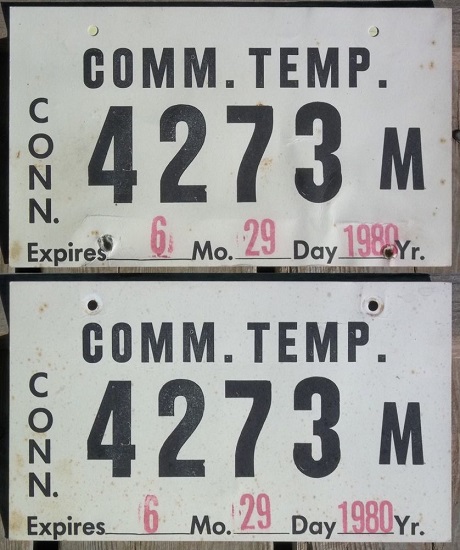 COMM. TEMP.
CONN.
4273 M
Expires 6 Mo. 29 Day 1980 Yr.
COMM. TEMP.
CONN.
4273 M
Expires 6 Mo. 29 Day 1980 Yr.